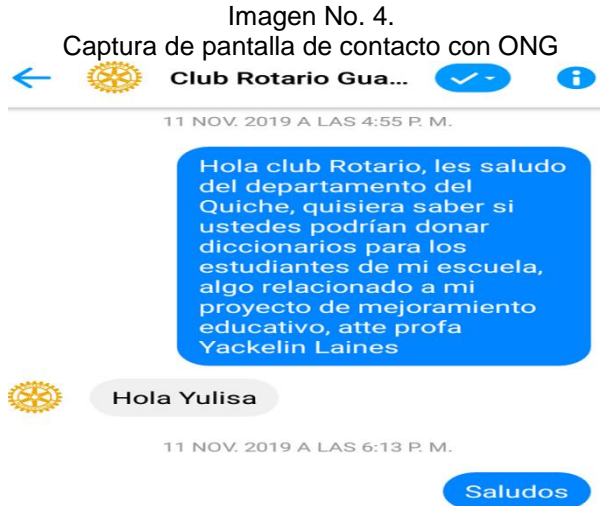 Imagen No. 4.
Captura de pantalla de contacto con ONG
Club Rotario Gua...
11 NOV. 2019 A LAS 4:55 P. M.
Hola club Rotario, les saludo
del departamento del
Quiche, quisiera saber si
ustedes podrían donar
diccionarios para los
estudiantes de mi escuela,
algo relacionado a mi
proyecto de mejoramiento
educativo, atte profa
Yackelin Laines
Hola Yulisa
11 NOV. 2019 A LAS 6:13 P. M.
Saludos